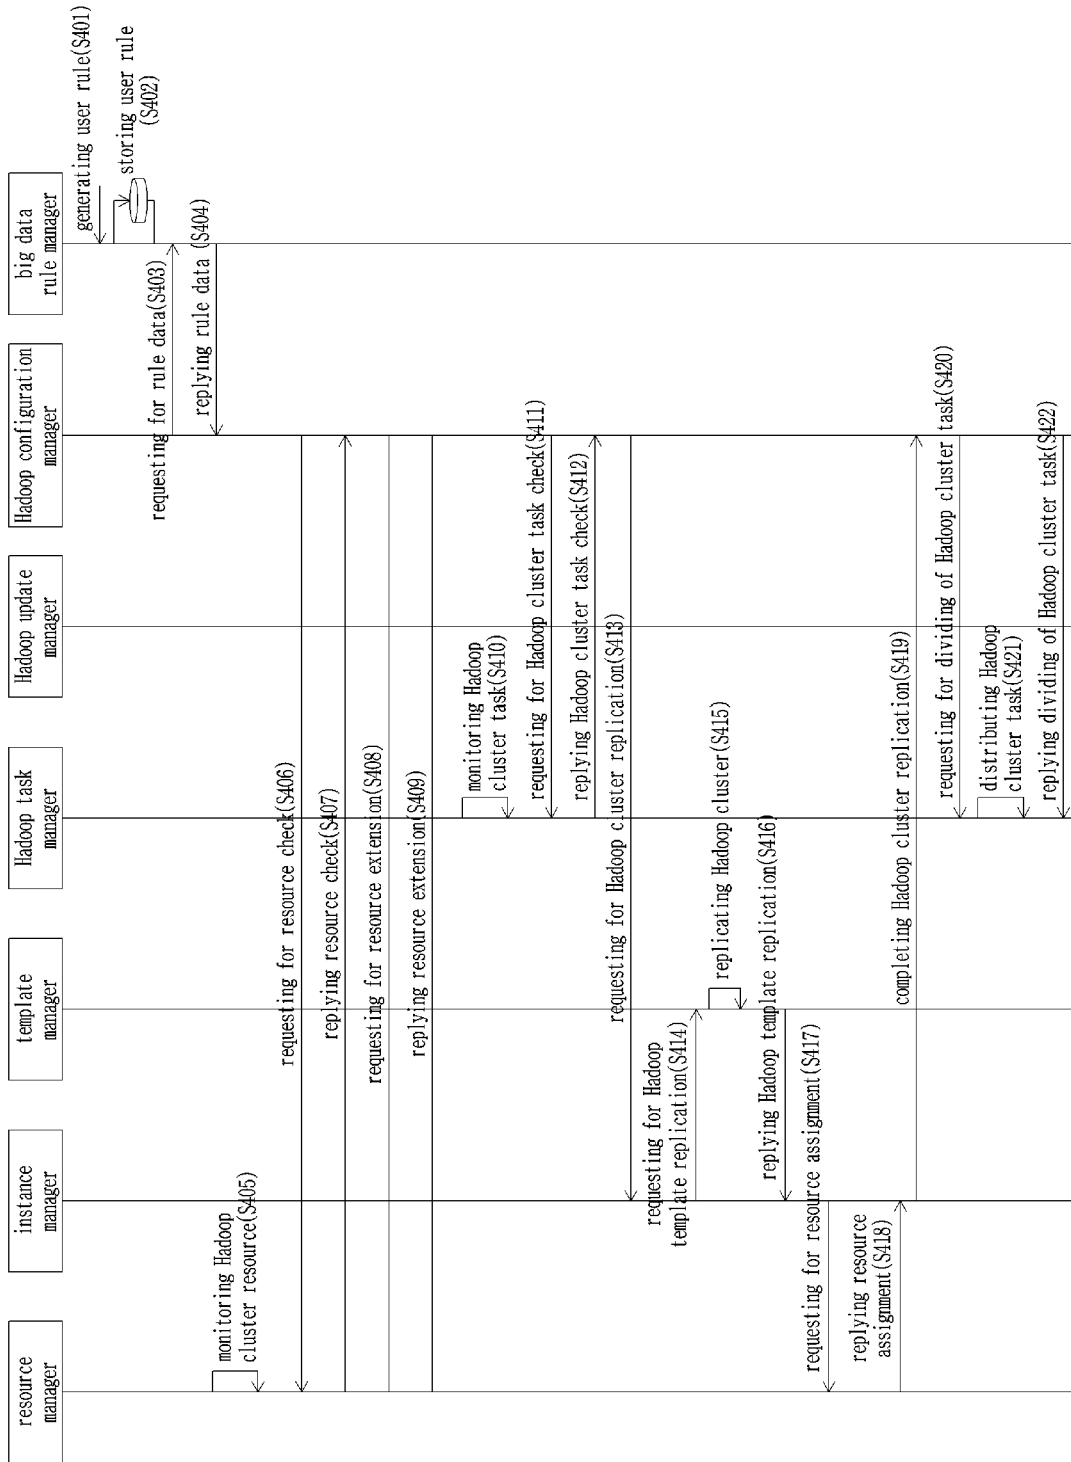 resource
manager
instance
manager
template
manager
Hadoop task
manager
Hadoop update
manager
Hadoop configuration
manager
big data
rule manager
generating user rule(S401)
storing user rule
(S402)
requesting for rule data(S403)
replying rule data (S404)
monitoring Hadoop
cluster resource(S405)
requesting for resource check(S406)
replying resource check(S407)
requesting for resource extension(S408)
replying resource extension(S409)
monitoring Hadoop
cluster task(S410)
requesting for Hadoop cluster task check(S411)
replying Hadoop cluster task check(S412)
requesting for Hadoop cluster replication(S413)
requesting for Hadoop
template replication(S414)
replicating Hadoop cluster(S415)
replying Hadoop template replication(S416)
requesting for resource assignment(S417)
replying resource
assignment(S418)
completing Hadoop cluster replication(S419)
requesting for dividing of Hadoop cluster task(S420)
distributing Hadoop
cluster task(S421)
replying dividing of Hadoop cluster task(S422)